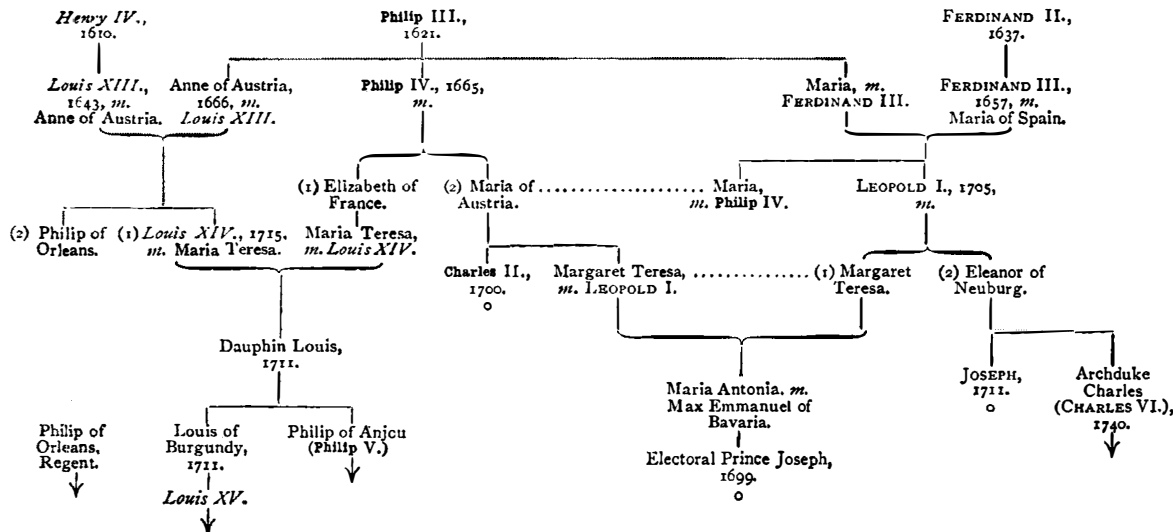 Henry IV., 1610.
Philip III., 1621.
FERDINAND II., 1637.
Louis XIII., 1643, m. Anne of Austria.
Anne of Austria, 1666, m. Louis XIII.
Philip IV., 1665, m.
Maria, m. FERDINAND III.
FERDINAND III., 1657, m. Maria of Spain.
(1) Elizabeth of France.
(2) Maria of Austria.
Maria, m. Philip IV.
LEOPOLD I., 1705, m.
(2) Philip of Orleans.
(1) Louis XIV., 1715. m. Maria Teresa.
Maria Teresa, m. Louis XIV.
Charles II., 1700.
Margaret Teresa, m. LEOPOLD I.
(1) Margaret Teresa.
(2) Eleanor of Neuburg.
Dauphin Louis, 1711.
Maria Antonia. m. Max Emmanuel of Bavaria.
JOSEPH, 1711.
Archduke Charles (CHARLES VI.), 1740.
Philip of Orleans, Regent.
Louis of Burgundy, 1711.
Philip of Anjcu (Philip V.)
Electoral Prince Joseph, 1699.
Louis XV.